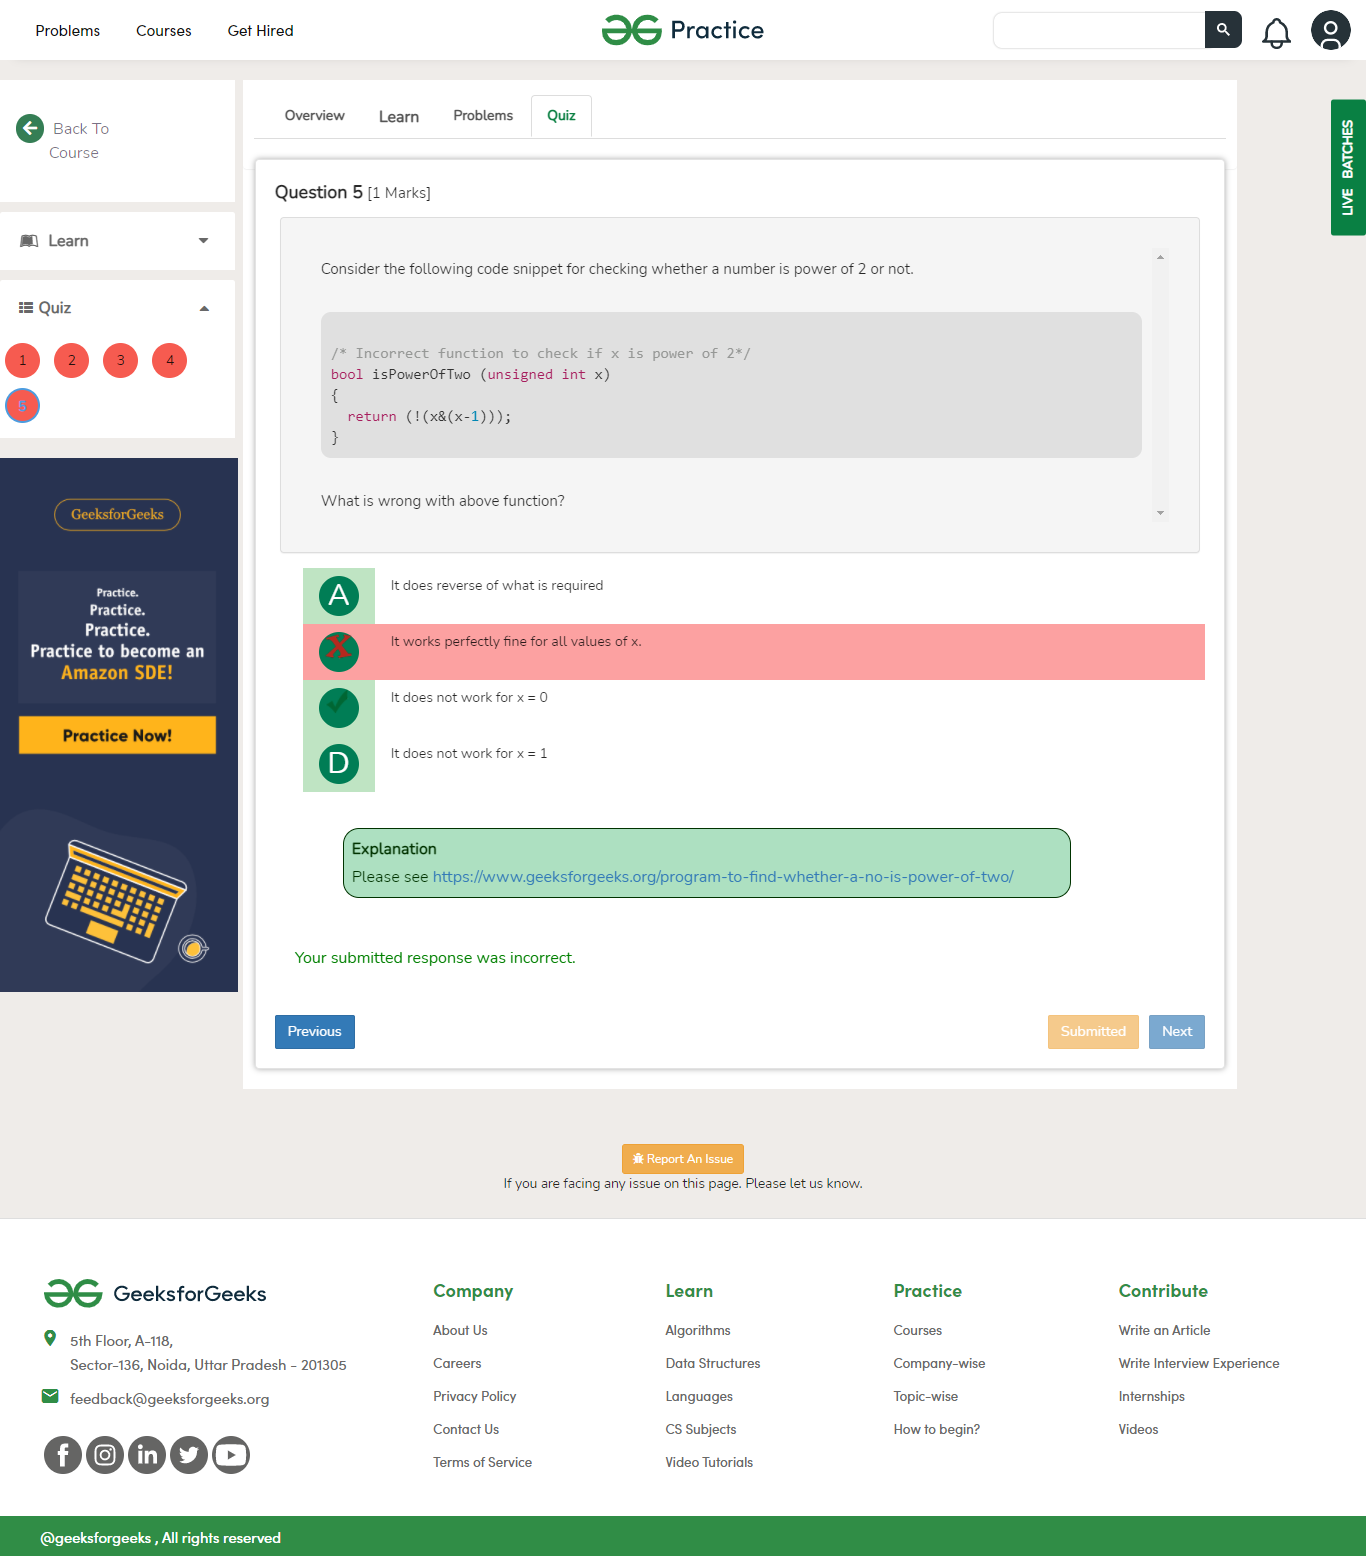 Problems Courses Get Hired
Practice
Back To
Course
Learn
Quiz
1 2 3 4
5
GeeksforGeeks
Practice.
Practice.
Practice.
Practice to become an
Amazon SDE!
Practice Now!
Overview Learn Problems Quiz
LIVE BATCHES
Question 5 [1 Marks]
Consider the following code snippet for checking whether a number is power of 2 or not.
/* Incorrect function to check if x is power of 2*/
bool isPowerOfTwo (unsigned int x)
{
  return (!(x&(x-1)));
}
What is wrong with above function?
A It does reverse of what is required
X It works perfectly fine for all values of x.
It does not work for x = 0
D It does not work for x = 1
Explanation
Please see https://www.geeksforgeeks.org/program-to-find-whether-a-no-is-power-of-two/
Your submitted response was incorrect.
Previous Submitted Next
Report An Issue
If you are facing any issue on this page. Please let us know.
GeeksforGeeks
5th Floor, A-118,
Sector-136, Noida, Uttar Pradesh - 201305
feedback@geeksforgeeks.org
Company
About Us
Careers
Privacy Policy
Contact Us
Terms of Service
Learn
Algorithms
Data Structures
Languages
CS Subjects
Video Tutorials
Practice
Courses
Company-wise
Topic-wise
How to begin?
Contribute
Write an Article
Write Interview Experience
Internships
Videos
@geeksforgeeks , All rights reserved